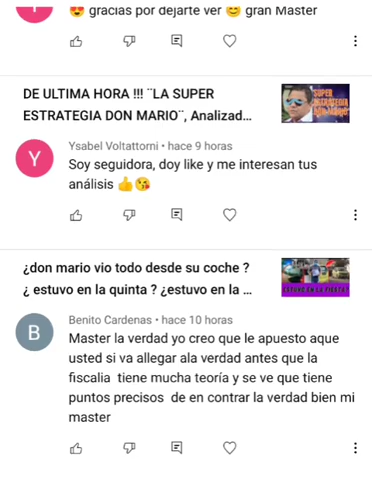 😍 gracias por dejarte ver 😊 gran Master
DE ULTIMA HORA !!! ¨LA SUPER
ESTRATEGIA DON MARIO¨, Analizad...
SUPER
ESTRATEGIA
DON MARIO
Y
Ysabel Voltattorni • hace 9 horas
Soy seguidora, doy like y me interesan tus
análisis 👍😘
¿don mario vio todo desde su coche ?
¿ estuvo en la quinta ? ¿estuvo en la ...
ESTUVO EN LA FIESTA?
B
Benito Cardenas • hace 10 horas
Master la verdad yo creo que le apuesto aque
usted si va allegar ala verdad antes que la
fiscalia tiene mucha teoría y se ve que tiene
puntos precisos de en contrar la verdad bien mi
master